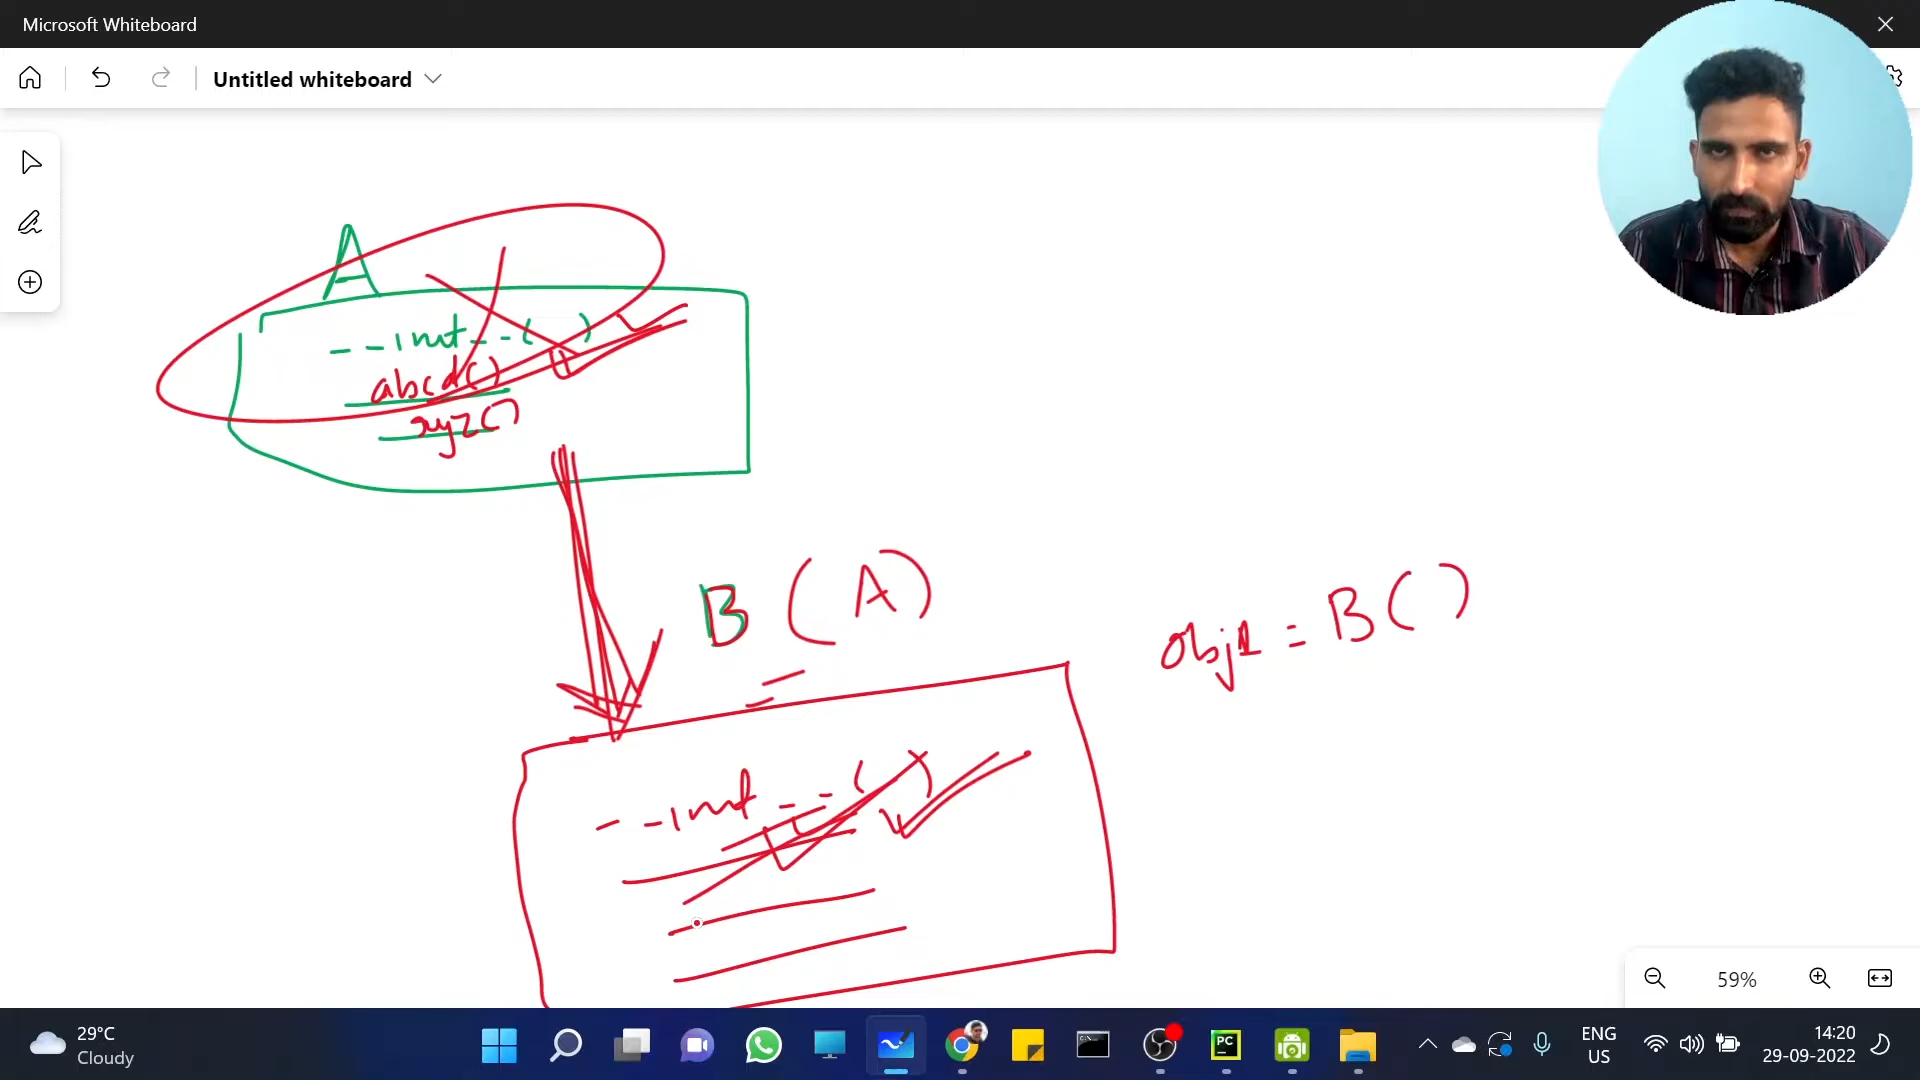 Microsoft Whiteboard
Untitled whiteboard
A
--init--( )
abcd()
xyz()
B (A)
obj1 = B()
--init--( )
59%
29°C
Cloudy
PC
ENG
US
14:20
29-09-2022